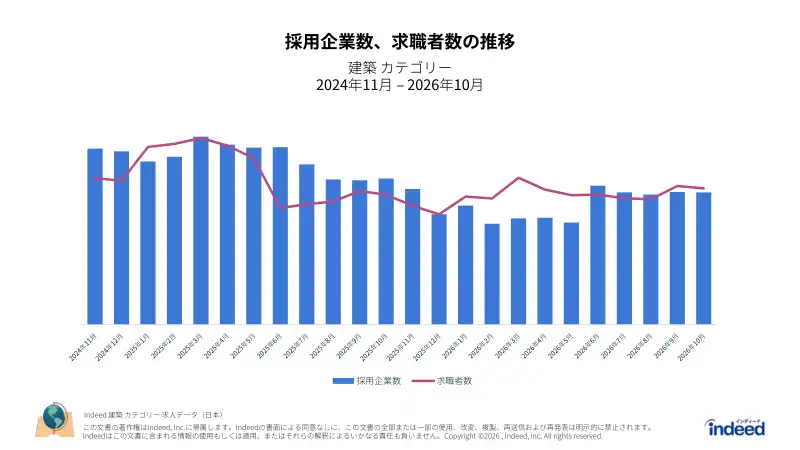 採用企業数、求職者数の推移
建築 カテゴリー
2024年11月 – 2026年10月
2024年11月
2024年12月
2025年1月
2025年2月
2025年3月
2025年4月
2025年5月
2025年6月
2025年7月
2025年8月
2025年9月
2025年10月
2025年11月
2025年12月
2026年1月
2026年2月
2026年3月
2026年4月
2026年5月
2026年6月
2026年7月
2026年8月
2026年9月
2026年10月
採用企業数 求職者数
Indeed 建築 カテゴリー 求人データ（日本）
この文書の著作権はIndeed, Inc.に帰属します。Indeedの書面による同意なしに、この文書の全部または一部の使用、改変、複製、再送信および再発表は明示的に禁止されます。
Indeedはこの文書に含まれる情報の使用もしくは適用、またはそれらの解釈によるいかなる責任も負いません。Copyright ©2026 , Indeed, Inc. All rights reserved.
インディード
indeed